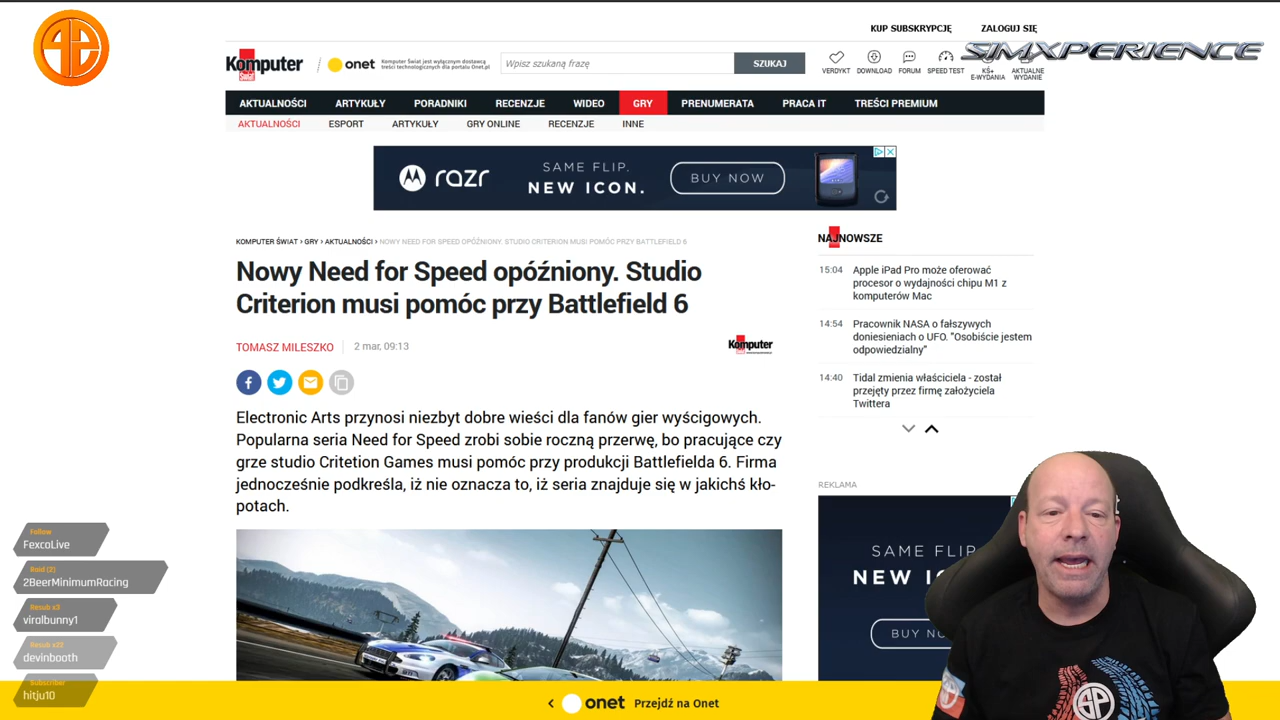 KUP SUBSKRYPCJĘ ZALOGUJ SIĘ
SIMXPERIENCE
Komputer
Świat
onet
Komputer Świat jest wyłącznym dostawcą
treści technologicznych dla portalu Onet.pl
Wpisz szukaną frazę
SZUKAJ
VERDYKT DOWNLOAD FORUM SPEED TEST KŚ+ AKTUALNE
E-WYDANIA WYDANIE
AKTUALNOŚCI ARTYKUŁY PORADNIKI RECENZJE WIDEO GRY PRENUMERATA PRACA IT TREŚCI PREMIUM
AKTUALNOŚCI ESPORT ARTYKUŁY GRY ONLINE RECENZJE INNE
razr
SAME FLIP.
NEW ICON.
BUY NOW
KOMPUTER ŚWIAT › GRY › AKTUALNOŚCI › NOWY NEED FOR SPEED OPÓŹNIONY. STUDIO CRITERION MUSI POMÓC PRZY BATTLEFIELD 6
Nowy Need for Speed opóźniony. Studio
Criterion musi pomóc przy Battlefield 6
TOMASZ MILESZKO 2 mar, 09:13
Komputer
Electronic Arts przynosi niezbyt dobre wieści dla fanów gier wyścigowych.
Popularna seria Need for Speed zrobi sobie roczną przerwę, bo pracujące czy
grze studio Critetion Games musi pomóc przy produkcji Battlefielda 6. Firma
jednocześnie podkreśla, iż nie oznacza to, iż seria znajduje się w jakichś kło-
potach.
NAJNOWSZE
15:04 Apple iPad Pro może oferować
procesor o wydajności chipu M1 z
komputerów Mac
14:54 Pracownik NASA o fałszywych
doniesieniach o UFO. "Osobiście jestem
odpowiedzialny"
14:40 Tidal zmienia właściciela - został
przejęty przez firmę założyciela
Twittera
REKLAMA
SAME FLIP.
NEW IC
BUY NO
Follow
FexcoLive
Raid (2)
2BeerMinimumRacing
Resub x3
viralbunny1
Resub x22
devinbooth
Subscriber
hitju10
onet Przejdź na Onet